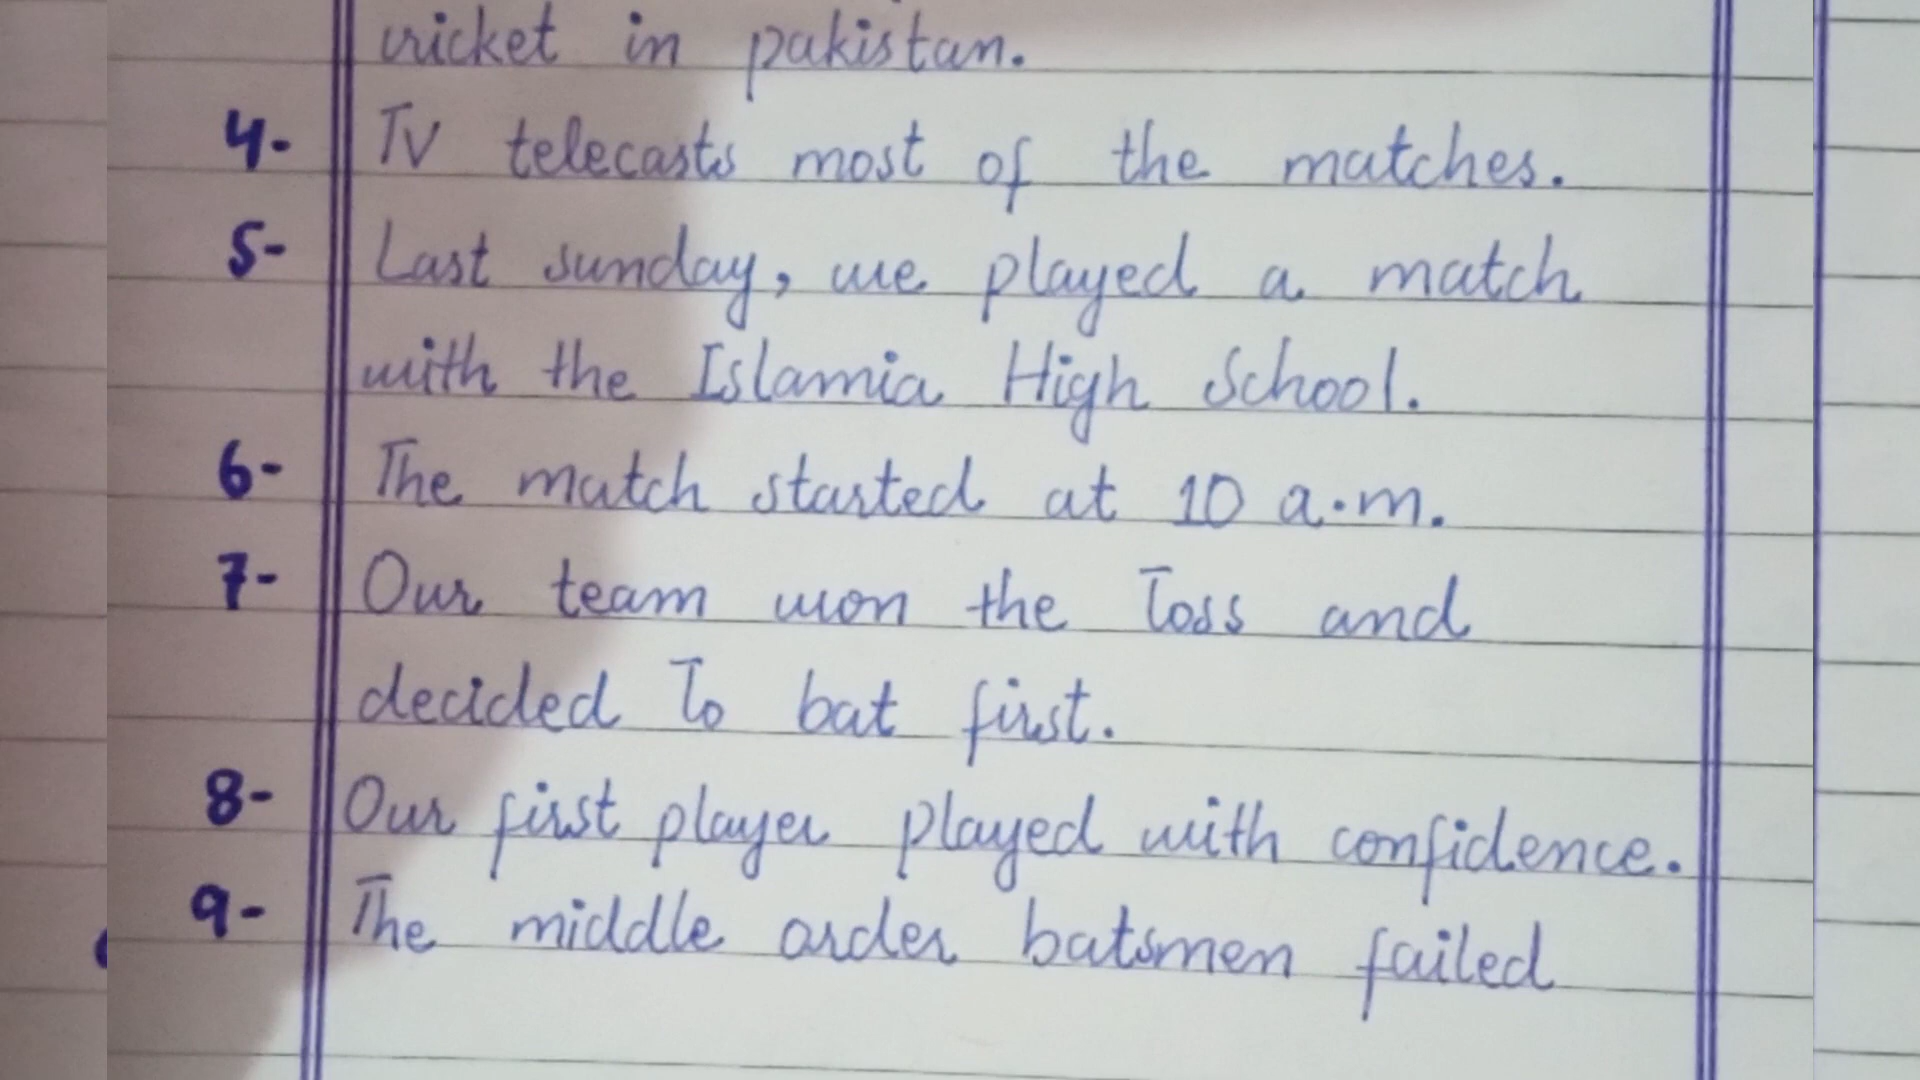 cricket in pakistan.
4- TV telecasts most of the matches.
5- Last sunday, we played a match
with the Islamia High School.
6- The match started at 10 a.m.
7- Our team won the Toss and
decided To bat first.
8- Our first player played with confidence.
9- The middle order batsmen failed